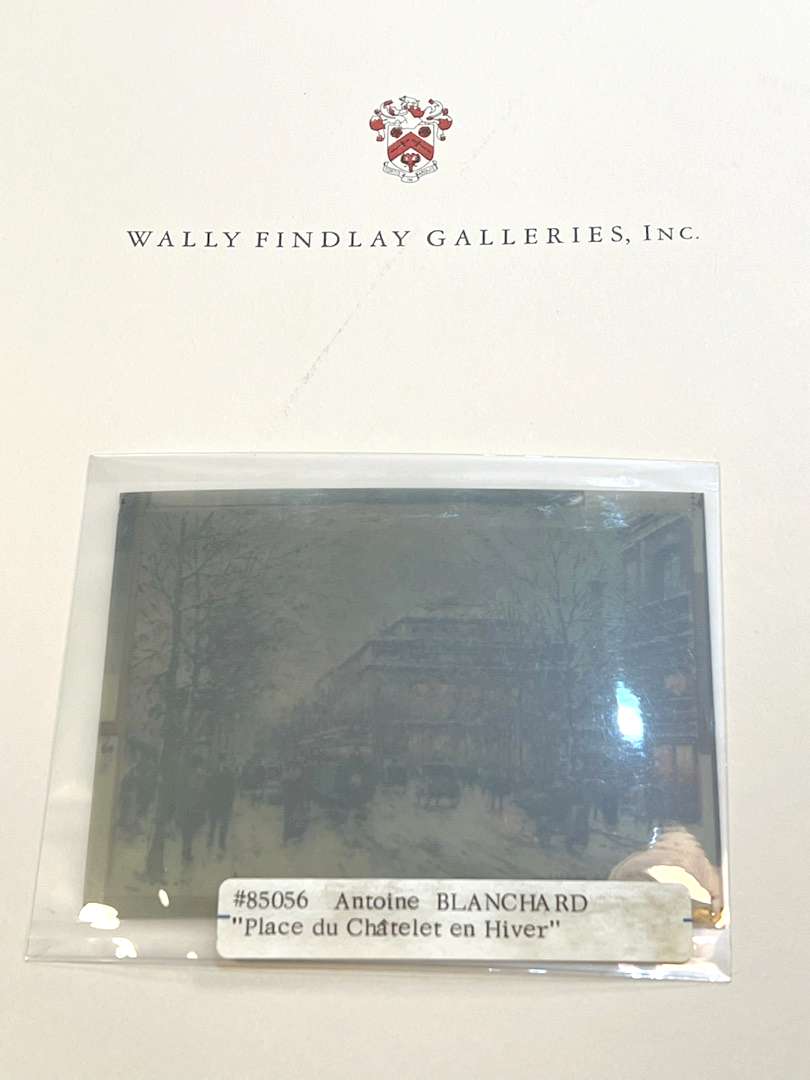 WALLY FINDLAY GALLERIES, INC.
#85056 Antoine BLANCHARD
"Place du Châtelet en Hiver"